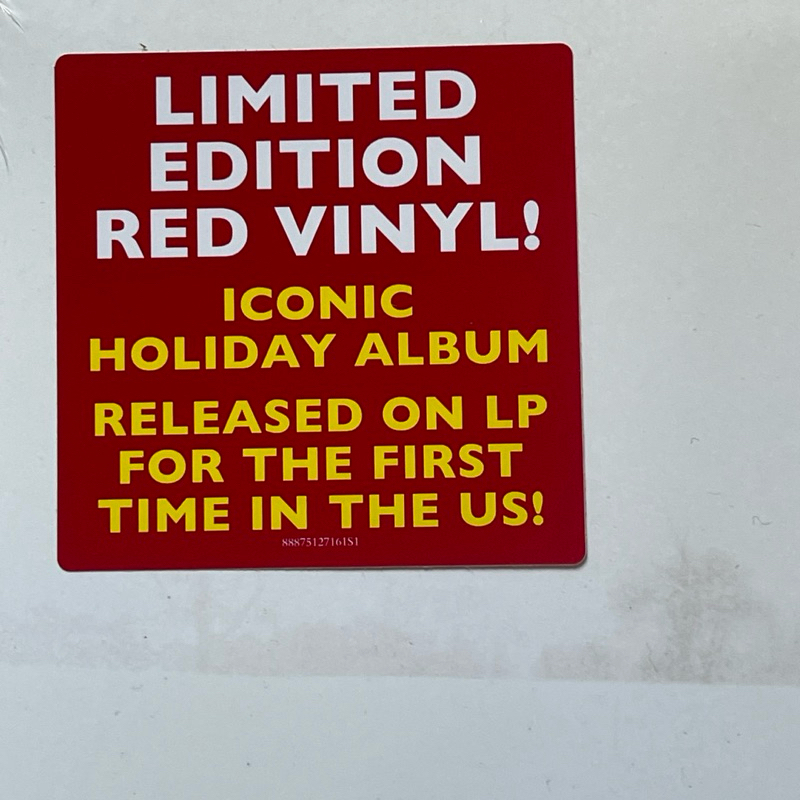 LIMITED
EDITION
RED VINYL!
ICONIC
HOLIDAY ALBUM
RELEASED ON LP
FOR THE FIRST
TIME IN THE US!
88875127161S1